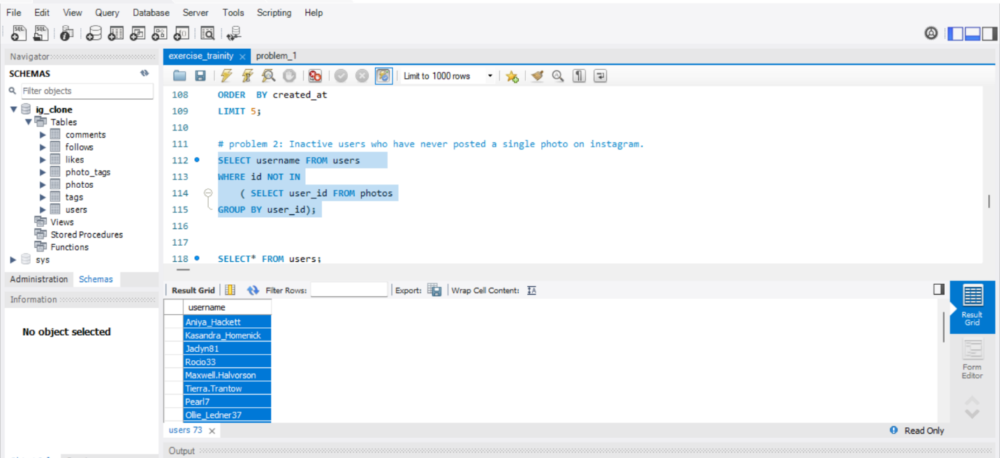 File Edit View Query Database Server Tools Scripting Help
Navigator
exercise_trainity × problem_1
SCHEMAS
Limit to 1000 rows
Filter objects
ig_clone
Tables
comments
follows
likes
photo_tags
photos
tags
users
Views
Stored Procedures
Functions
sys
108 ORDER BY created_at
109 LIMIT 5;
110
111 # problem 2: Inactive users who have never posted a single photo on instagram.
112 SELECT username FROM users
113 WHERE id NOT IN
114 ( SELECT user_id FROM photos
115 GROUP BY user_id);
116
117
118 SELECT* FROM users;
Administration Schemas
Information
No object selected
Result Grid Filter Rows: Export: Wrap Cell Content:
username
Aniya_Hackett
Kasandra_Homenick
Jaclyn81
Rocio33
Maxwell.Halvorson
Tierra.Trantow
Pearl7
Ollie_Ledner37
Result
Grid
Form
Editor
users 73 ×
Read Only
Output